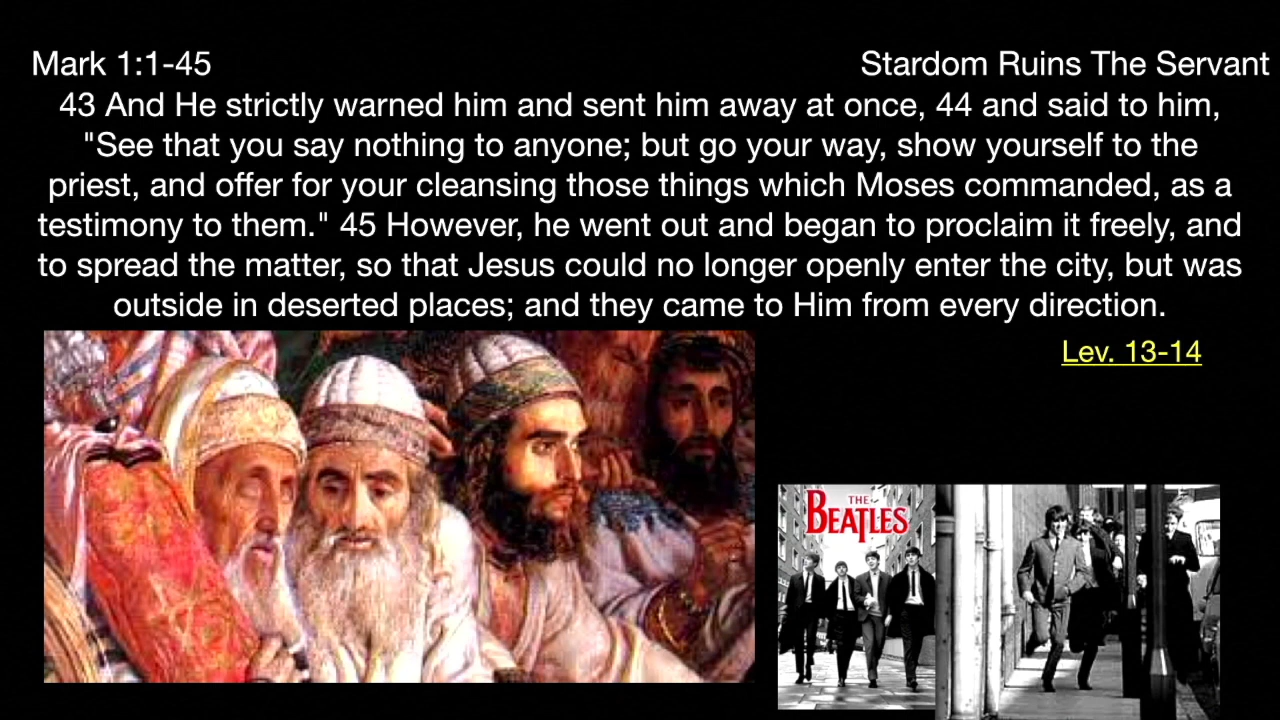 Mark 1:1-45
Stardom Ruins The Servant
43 And He strictly warned him and sent him away at once, 44 and said to him,
"See that you say nothing to anyone; but go your way, show yourself to the
priest, and offer for your cleansing those things which Moses commanded, as a
testimony to them." 45 However, he went out and began to proclaim it freely, and
to spread the matter, so that Jesus could no longer openly enter the city, but was
outside in deserted places; and they came to Him from every direction.
Lev. 13-14
THE
BEATLES